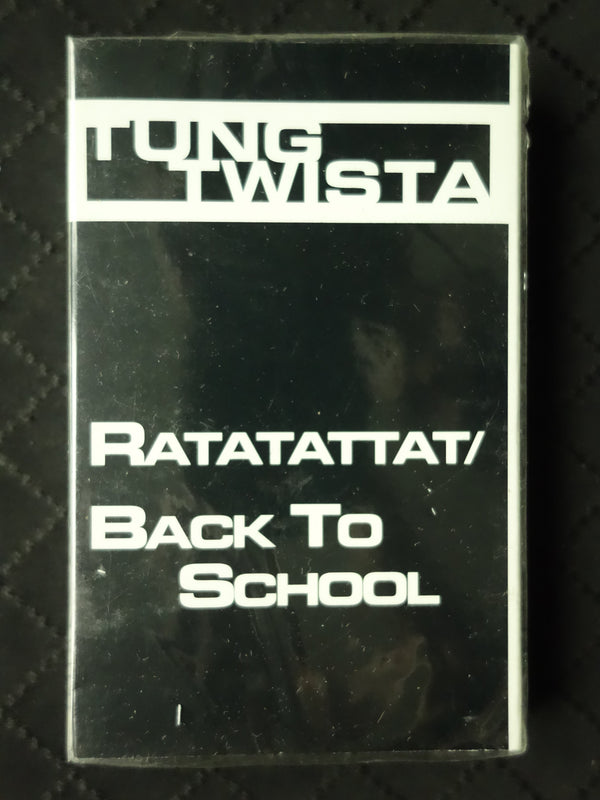 TUNG
TWISTA
RATATATTAT/
BACK TO
SCHOOL